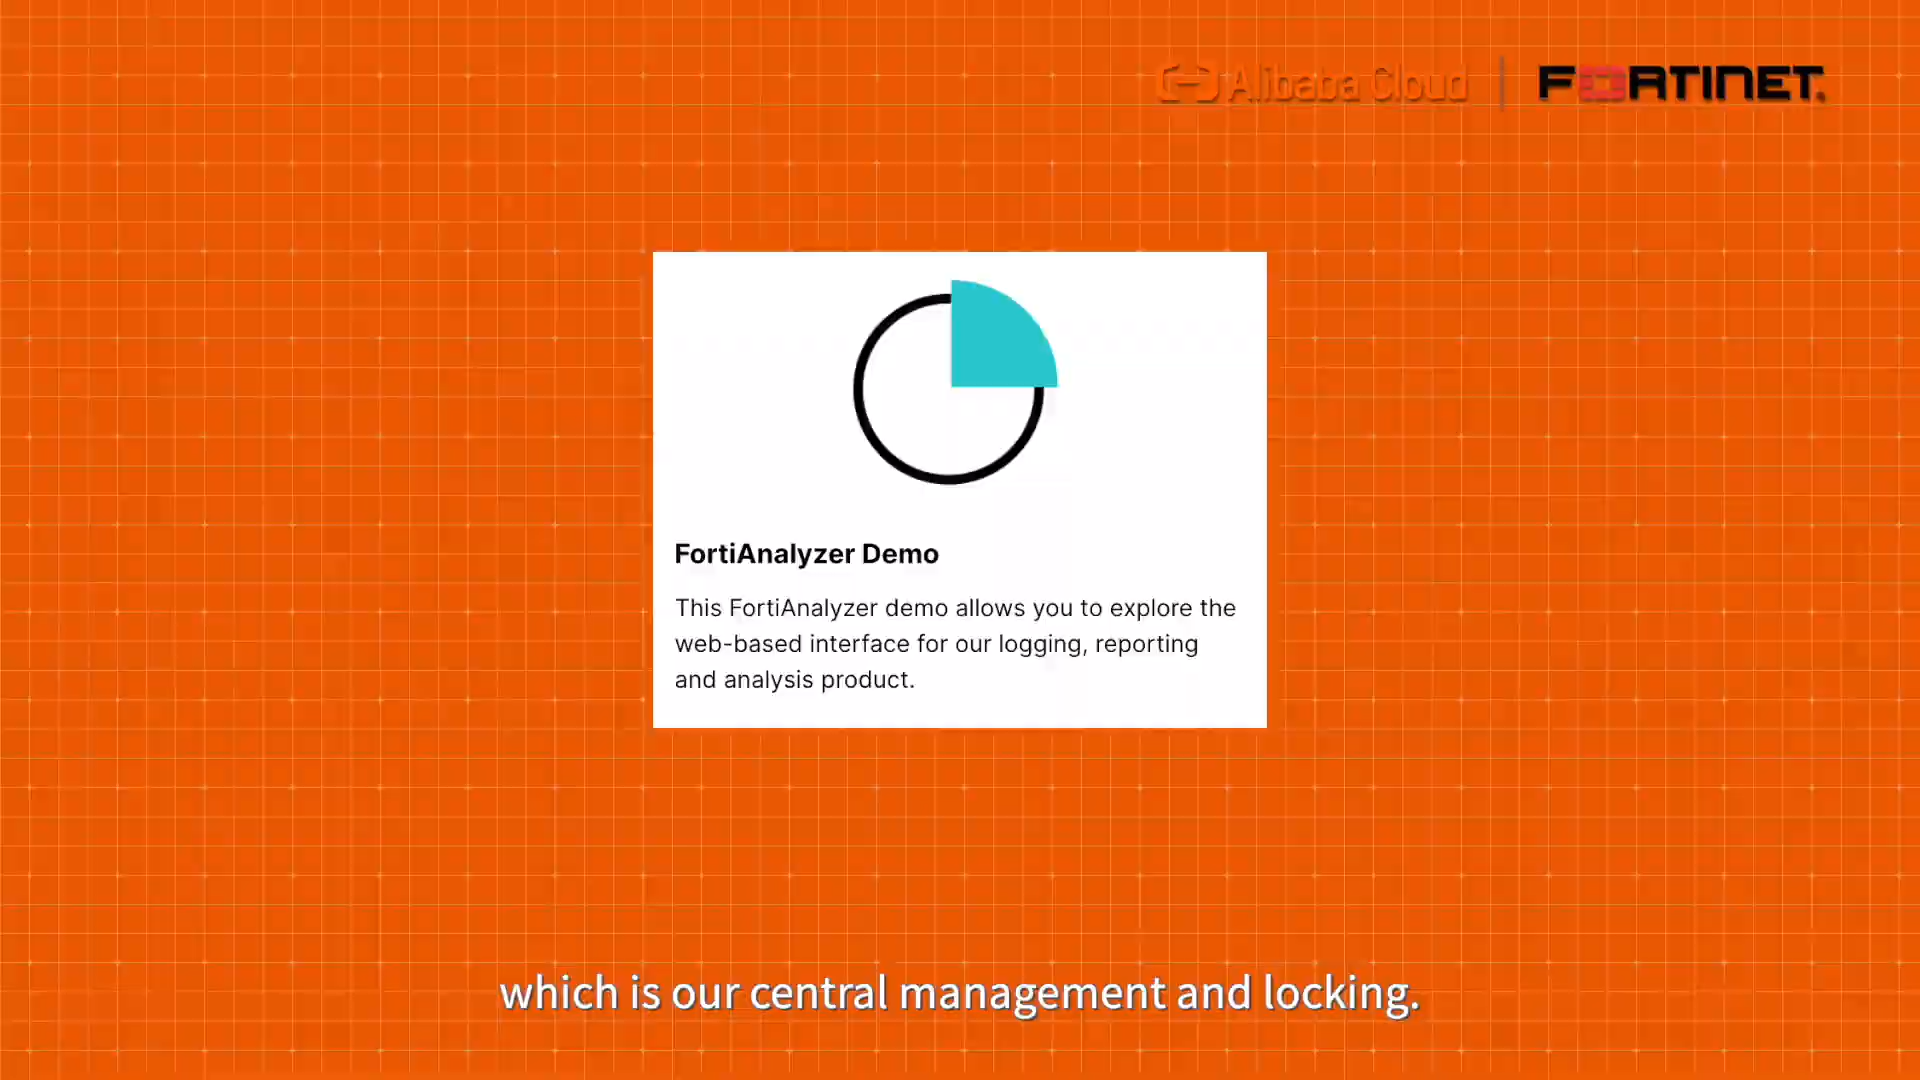 Alibaba Cloud | FORTINET
FortiAnalyzer Demo
This FortiAnalyzer demo allows you to explore the
web-based interface for our logging, reporting
and analysis product.
which is our central management and locking.